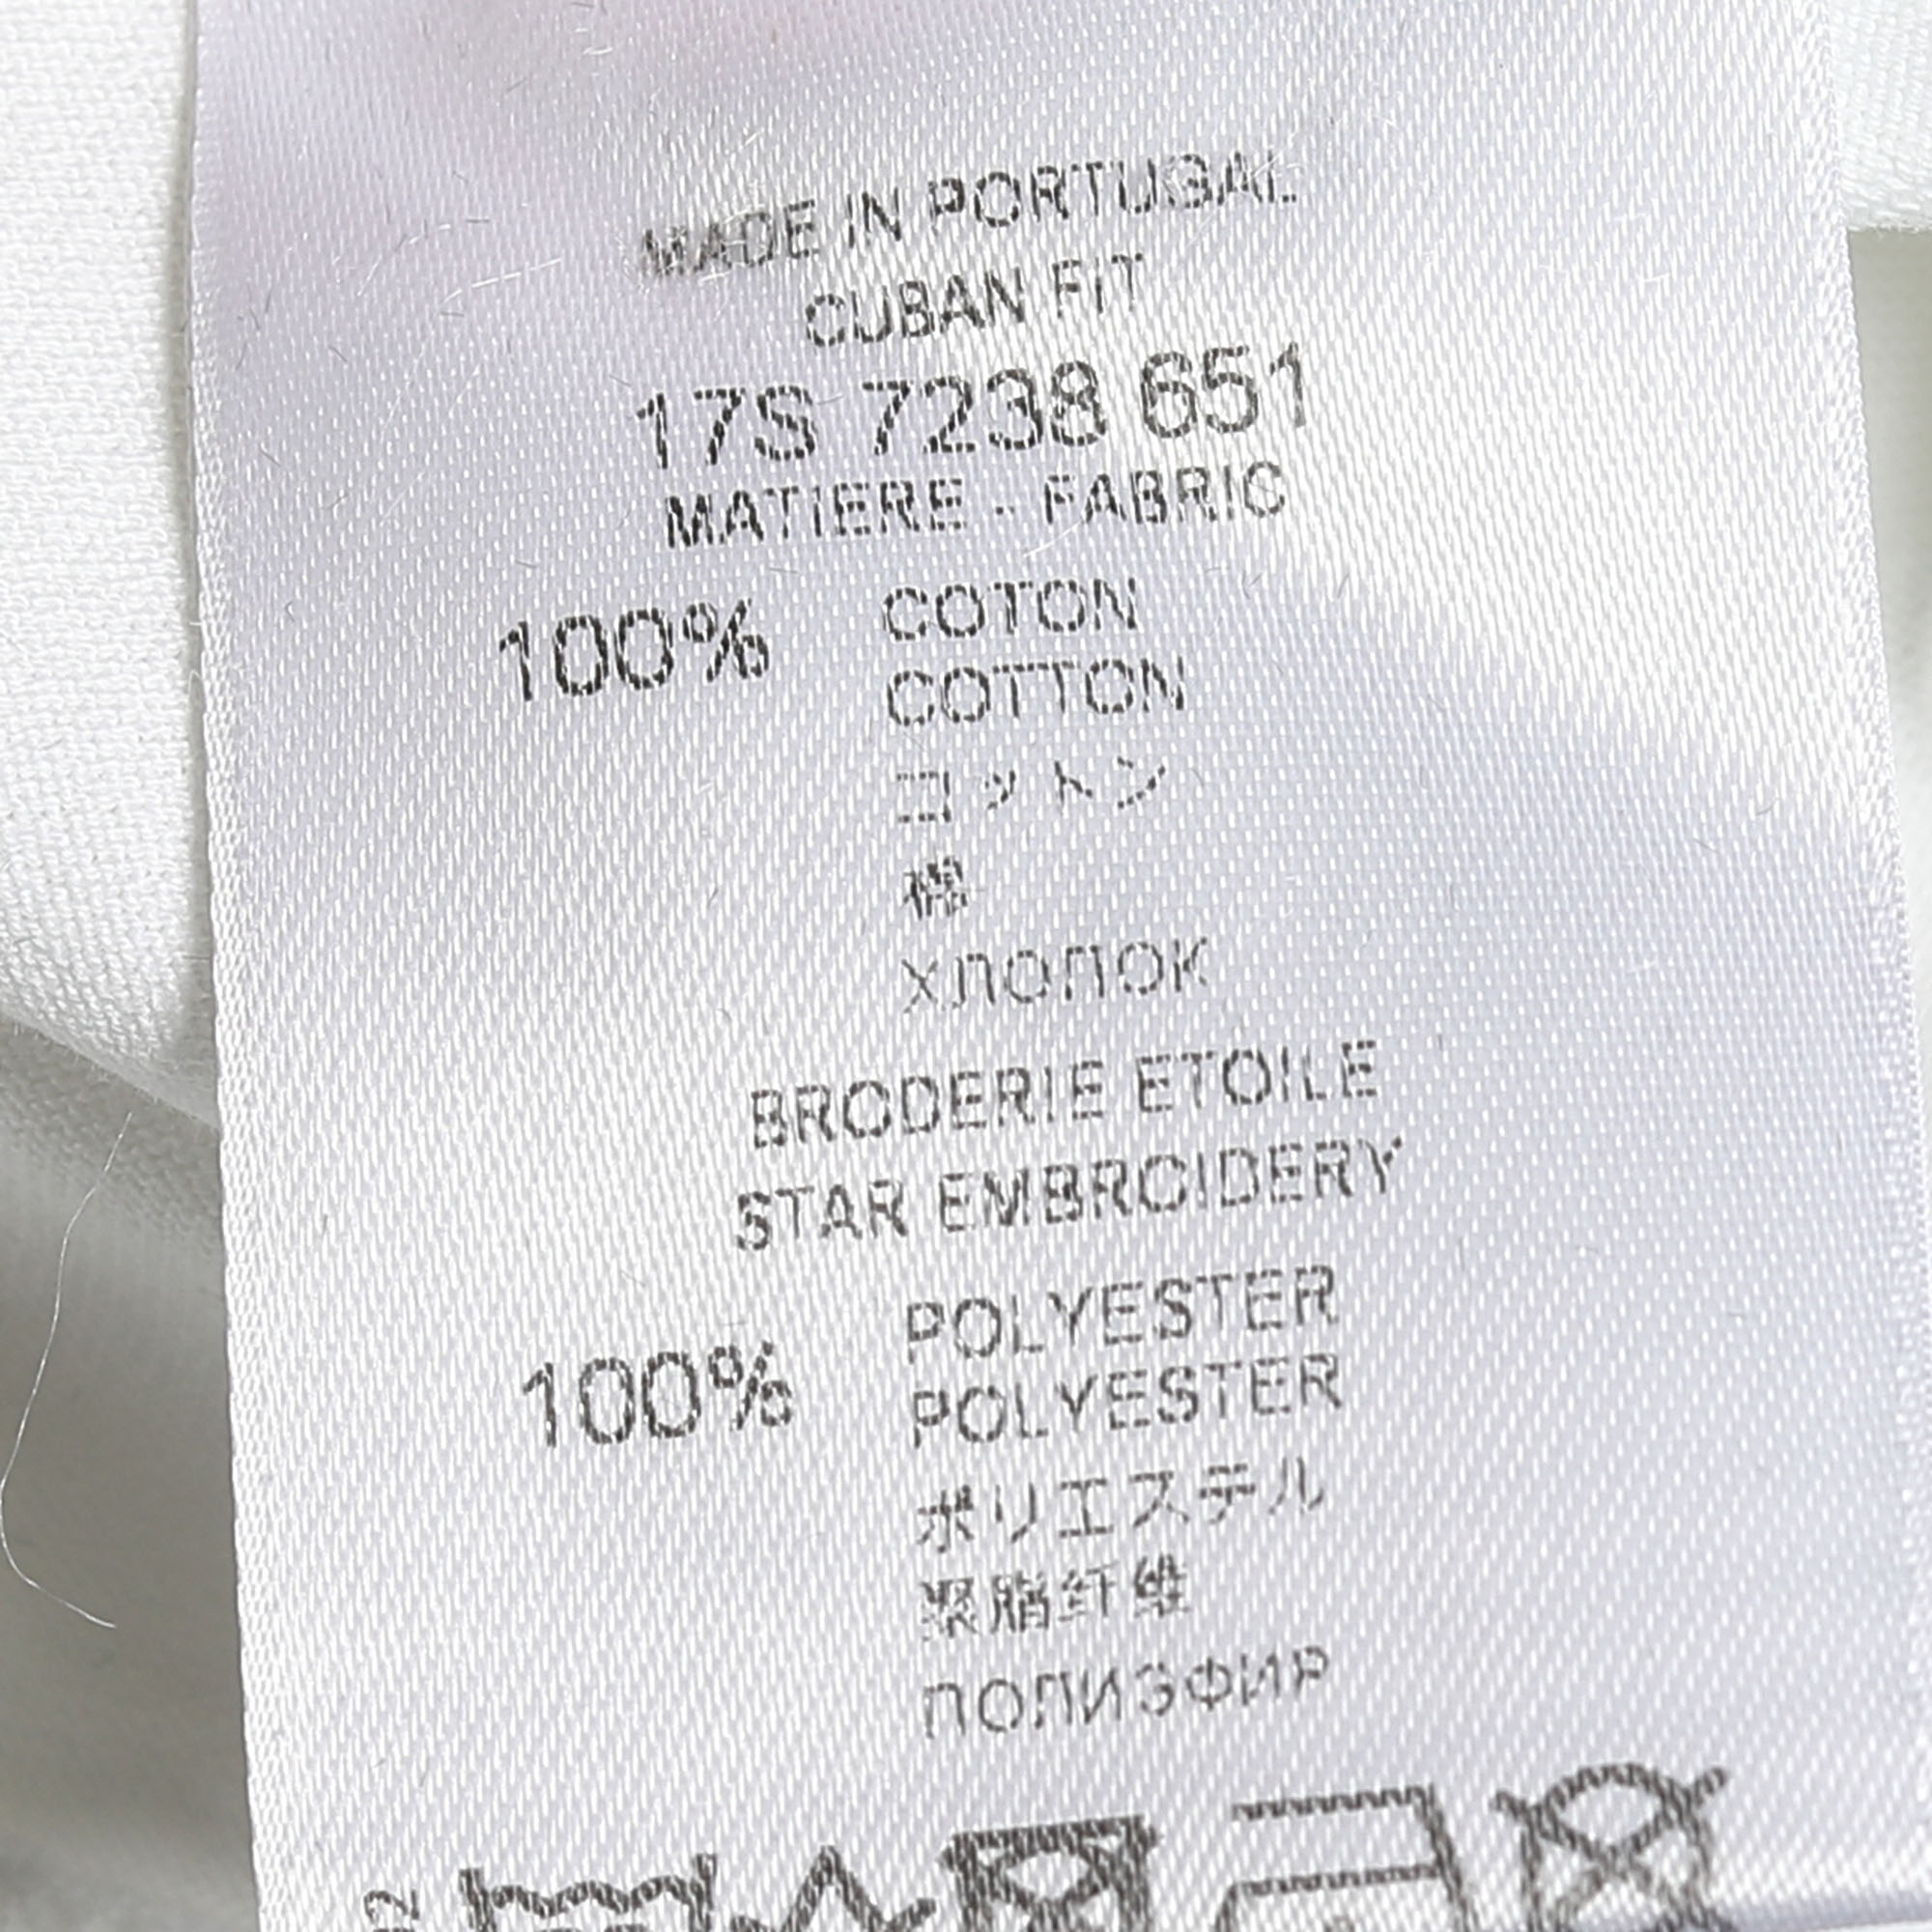 MADE IN PORTUGAL
CUBAN FIT
17S 7238 651
MATIERE - FABRIC
100% COTON
COTTON
コットン
棉
ХЛОПОК
BRODERIE ETOILE
STAR EMBROIDERY
100% POLYESTER
POLYESTER
ポリエステル
聚脂纤维
ПОЛИЭФИР